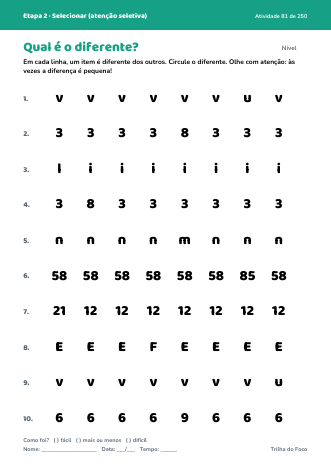 Etapa 2 · Selecionar (atenção seletiva)
Atividade 81 de 250
Qual é o diferente?
Nível
Em cada linha, um item é diferente dos outros. Circule o diferente. Olhe com atenção: às
vezes a diferença é pequena!
1. v v v v v v u v
2. 3 3 3 3 8 3 3 3
3. l i i i i i i i
4. 3 8 3 3 3 3 3 3
5. n n n n m n n n
6. 58 58 58 58 58 58 85 58
7. 21 12 12 12 12 12 12 12
8. E E E F E E E E
9. v v v v v v v u
10. 6 6 6 6 9 6 6 6
Como foi? ( ) fácil ( ) mais ou menos ( ) difícil
Nome: ____________________ Data: ___/___ Tempo: ______
Trilha do Foco